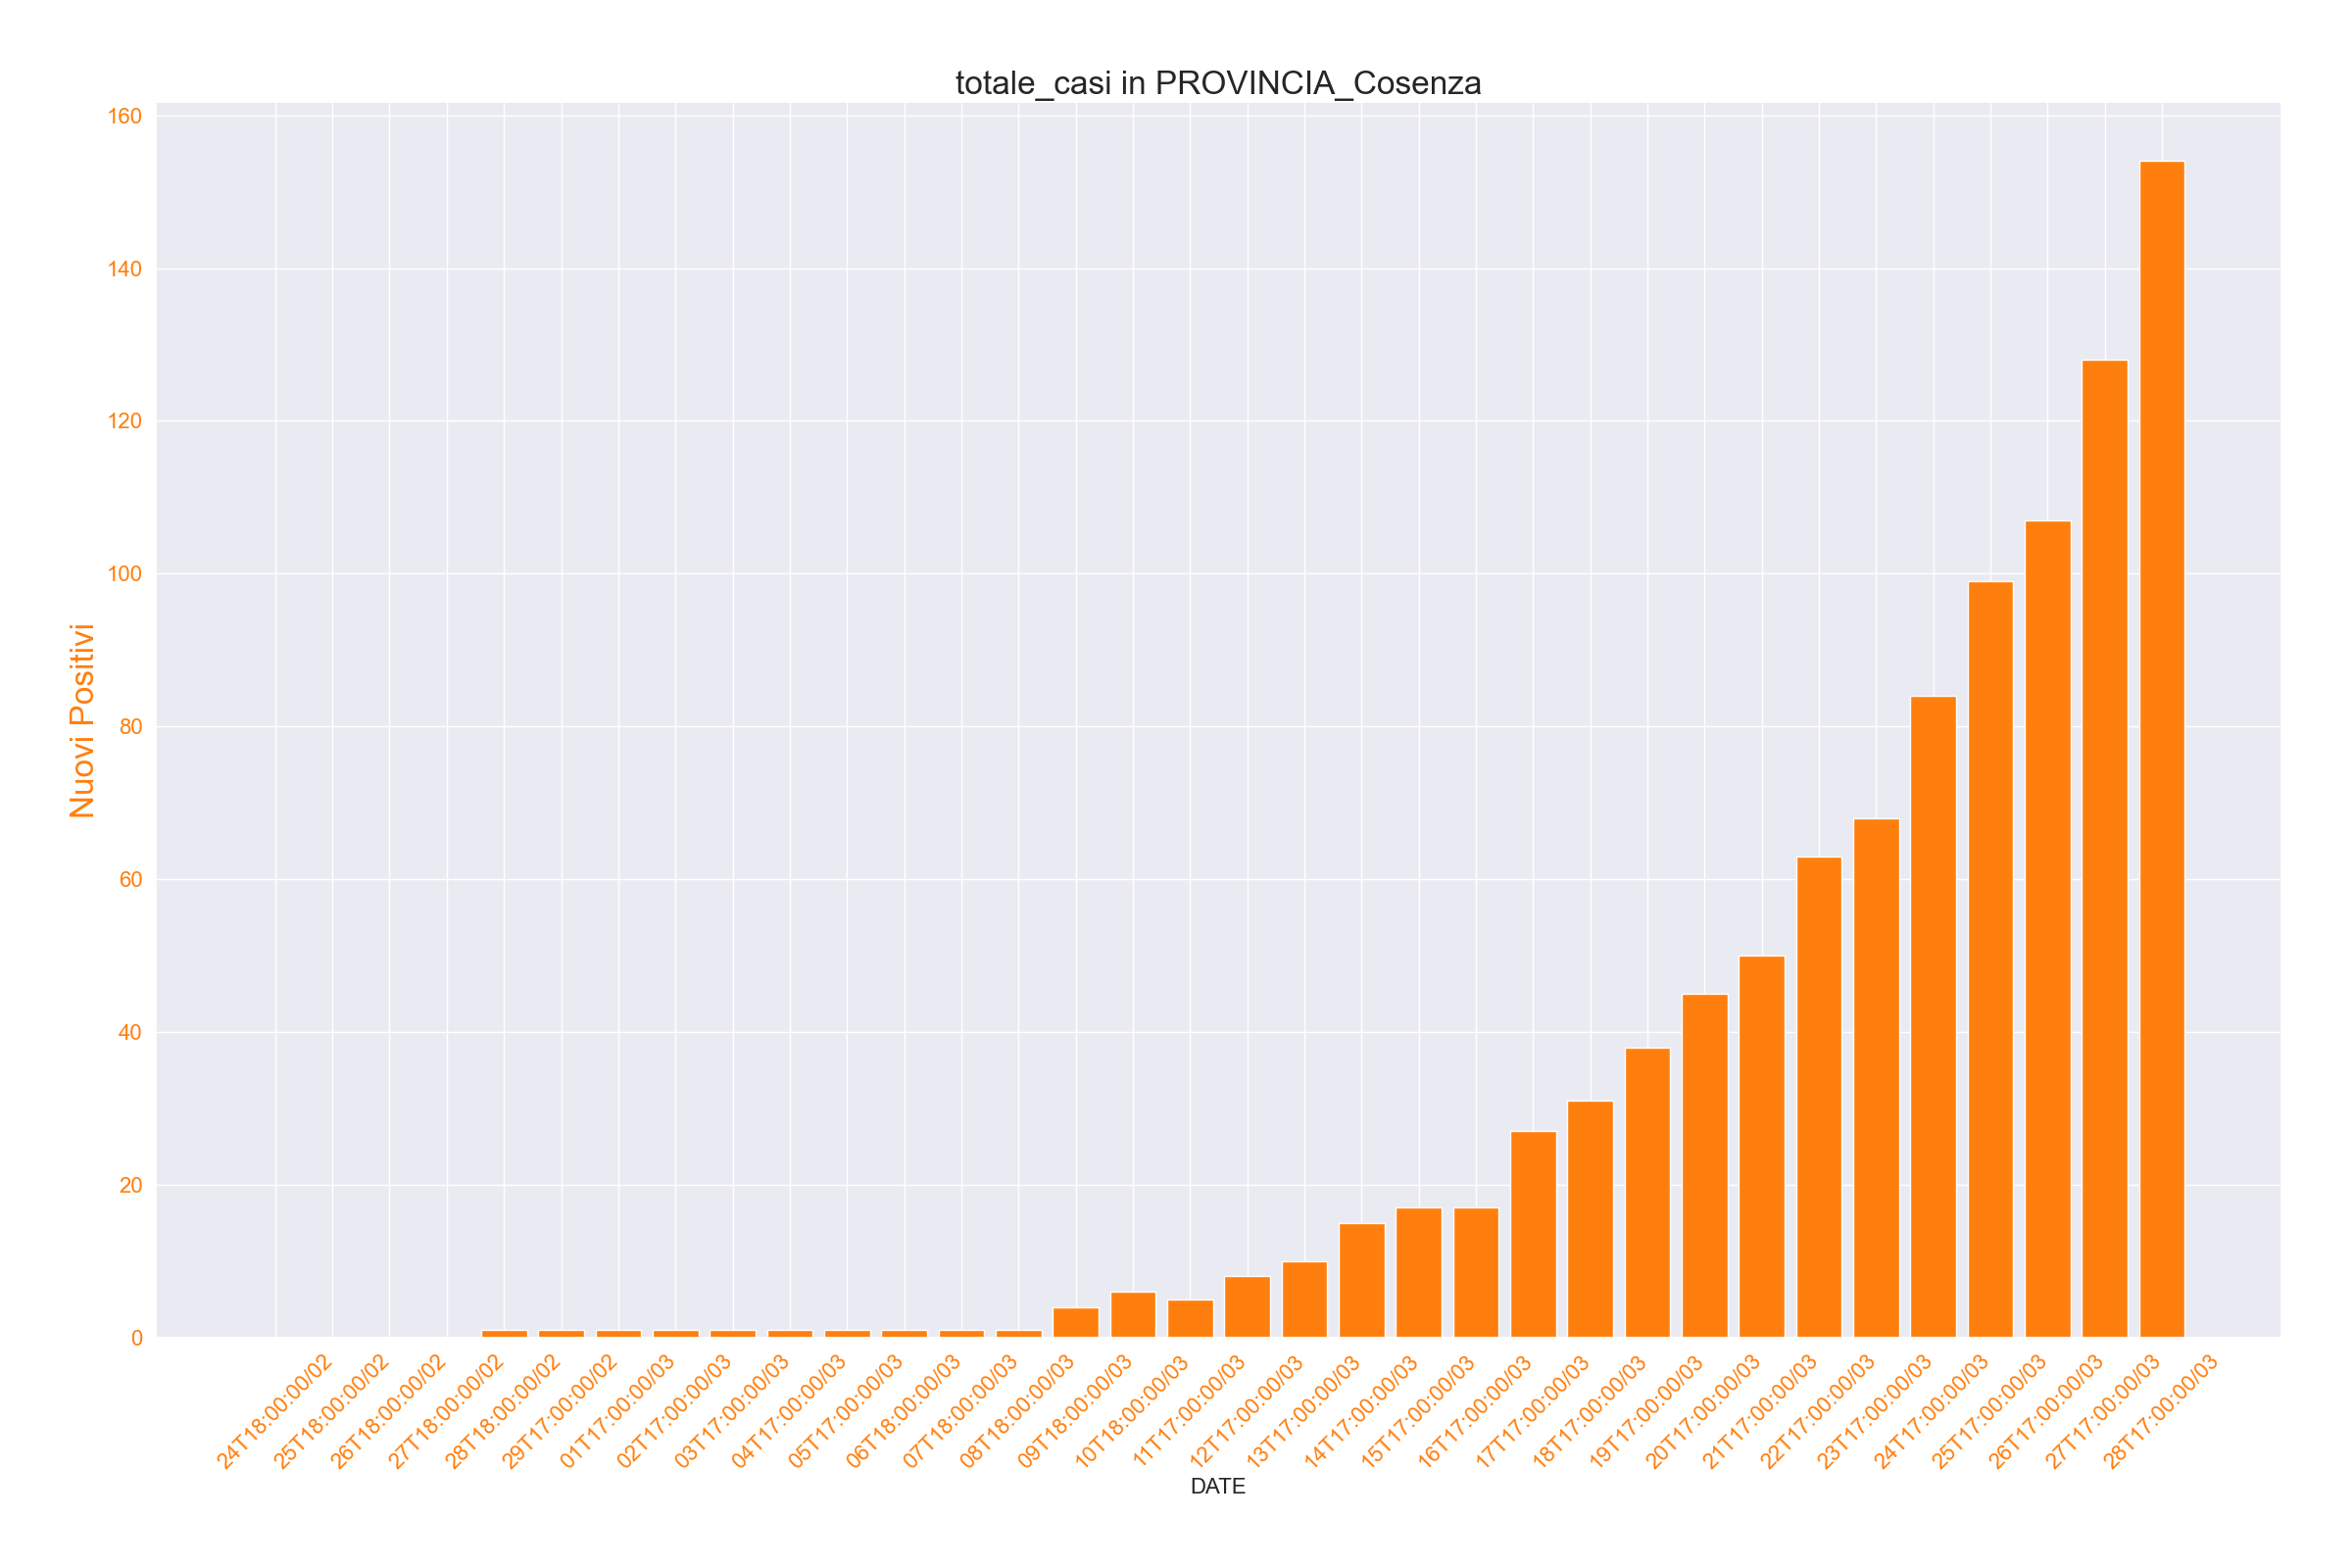 totale_casi in PROVINCIA_Cosenza
160
140
120
100
80
60
40
20
0
Nuovi Positivi
24T18:00:00/02
25T18:00:00/02
26T18:00:00/02
27T18:00:00/02
28T18:00:00/02
29T17:00:00/02
01T17:00:00/03
02T17:00:00/03
03T17:00:00/03
04T17:00:00/03
05T17:00:00/03
06T18:00:00/03
07T18:00:00/03
08T18:00:00/03
09T18:00:00/03
10T18:00:00/03
11T17:00:00/03
12T17:00:00/03
13T17:00:00/03
14T17:00:00/03
15T17:00:00/03
16T17:00:00/03
17T17:00:00/03
18T17:00:00/03
19T17:00:00/03
20T17:00:00/03
21T17:00:00/03
22T17:00:00/03
23T17:00:00/03
24T17:00:00/03
25T17:00:00/03
26T17:00:00/03
27T17:00:00/03
28T17:00:00/03
DATE